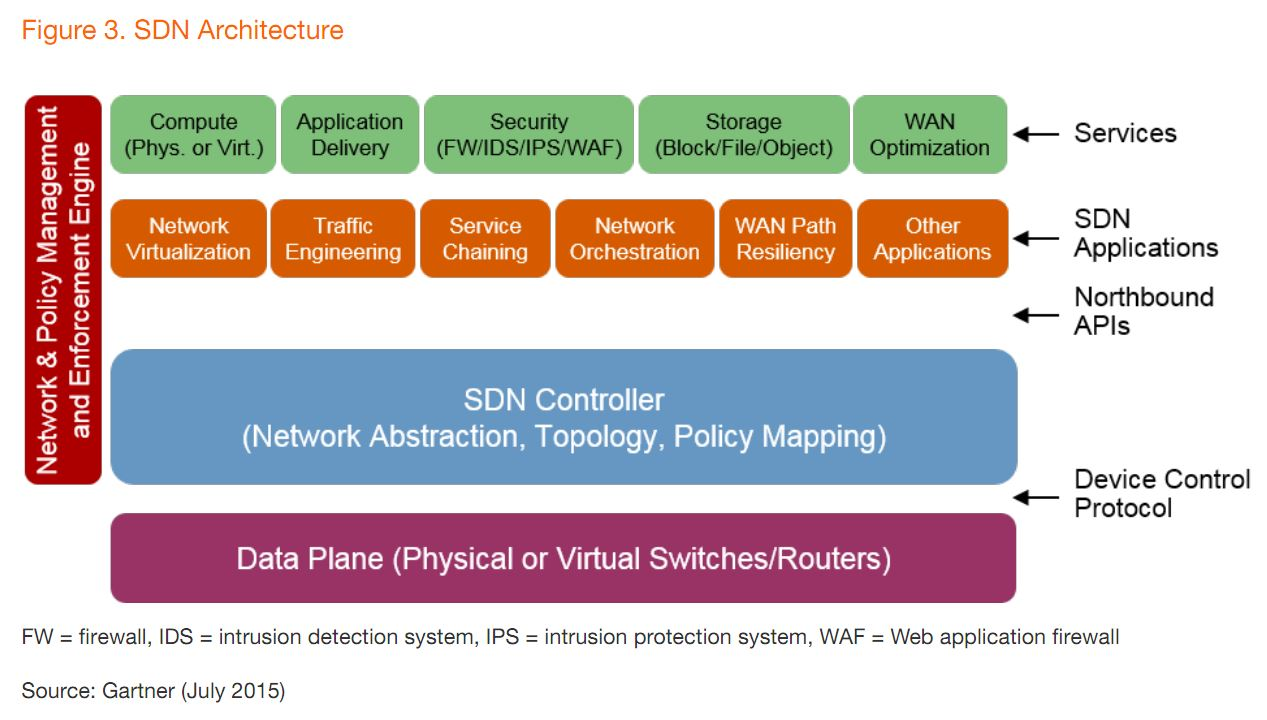 Figure 3. SDN Architecture
Network & Policy Management
and Enforcement Engine
Compute
(Phys. or Virt.)
Application
Delivery
Security
(FW/IDS/IPS/WAF)
Storage
(Block/File/Object)
WAN
Optimization
Services
Network
Virtualization
Traffic
Engineering
Service
Chaining
Network
Orchestration
WAN Path
Resiliency
Other
Applications
SDN
Applications
Northbound
APIs
SDN Controller
(Network Abstraction, Topology, Policy Mapping)
Device Control
Protocol
Data Plane (Physical or Virtual Switches/Routers)
FW = firewall, IDS = intrusion detection system, IPS = intrusion protection system, WAF = Web application firewall
Source: Gartner (July 2015)